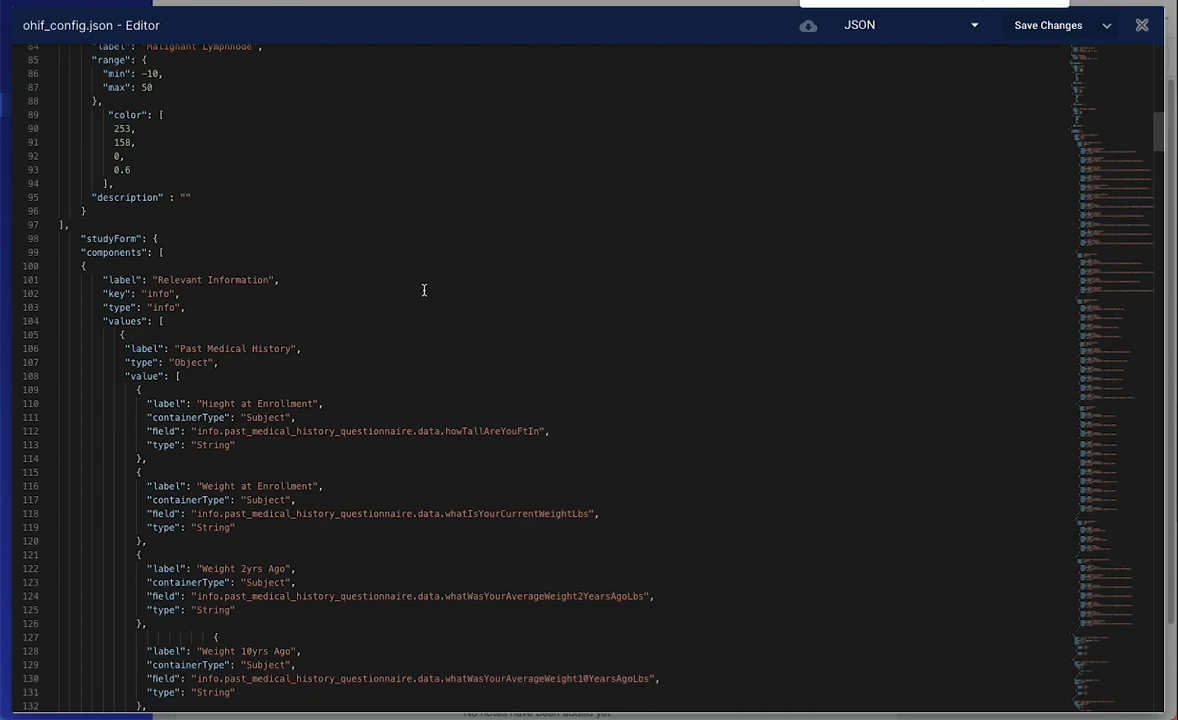 ohif_config.json - Editor
JSON
Save Changes
84 "label": "Malignant Lymphnode",
85 "range": {
86 "min": -10,
87 "max": 50
88 },
89 "color": [
90 253,
91 158,
92 0,
93 0.6
94 ],
95 "description" : ""
96 }
97 ],
98 "studyForm": {
99 "components": [
100 {
101 "label": "Relevant Information",
102 "key": "info",
103 "type": "info",
104 "values": [
105 {
106 "label": "Past Medical History",
107 "type": "Object",
108 "value": [
109 {
110 "label": "Hieght at Enrollment",
111 "containerType": "Subject",
112 "field": "info.past_medical_history_questionnaire.data.howTallAreYouFtIn",
113 "type": "String"
114 },
115 {
116 "label": "Weight at Enrollment",
117 "containerType": "Subject",
118 "field": "info.past_medical_history_questionnaire.data.whatIsYourCurrentWeightLbs",
119 "type": "String"
120 },
121 {
122 "label": "Weight 2yrs Ago",
123 "containerType": "Subject",
124 "field": "info.past_medical_history_questionnaire.data.whatWasYourAverageWeight2YearsAgoLbs",
125 "type": "String"
126 },
127 {
128 "label": "Weight 10yrs Ago",
129 "containerType": "Subject",
130 "field": "info.past_medical_history_questionnaire.data.whatWasYourAverageWeight10YearsAgoLbs",
131 "type": "String"
132 },
No notes have been added yet